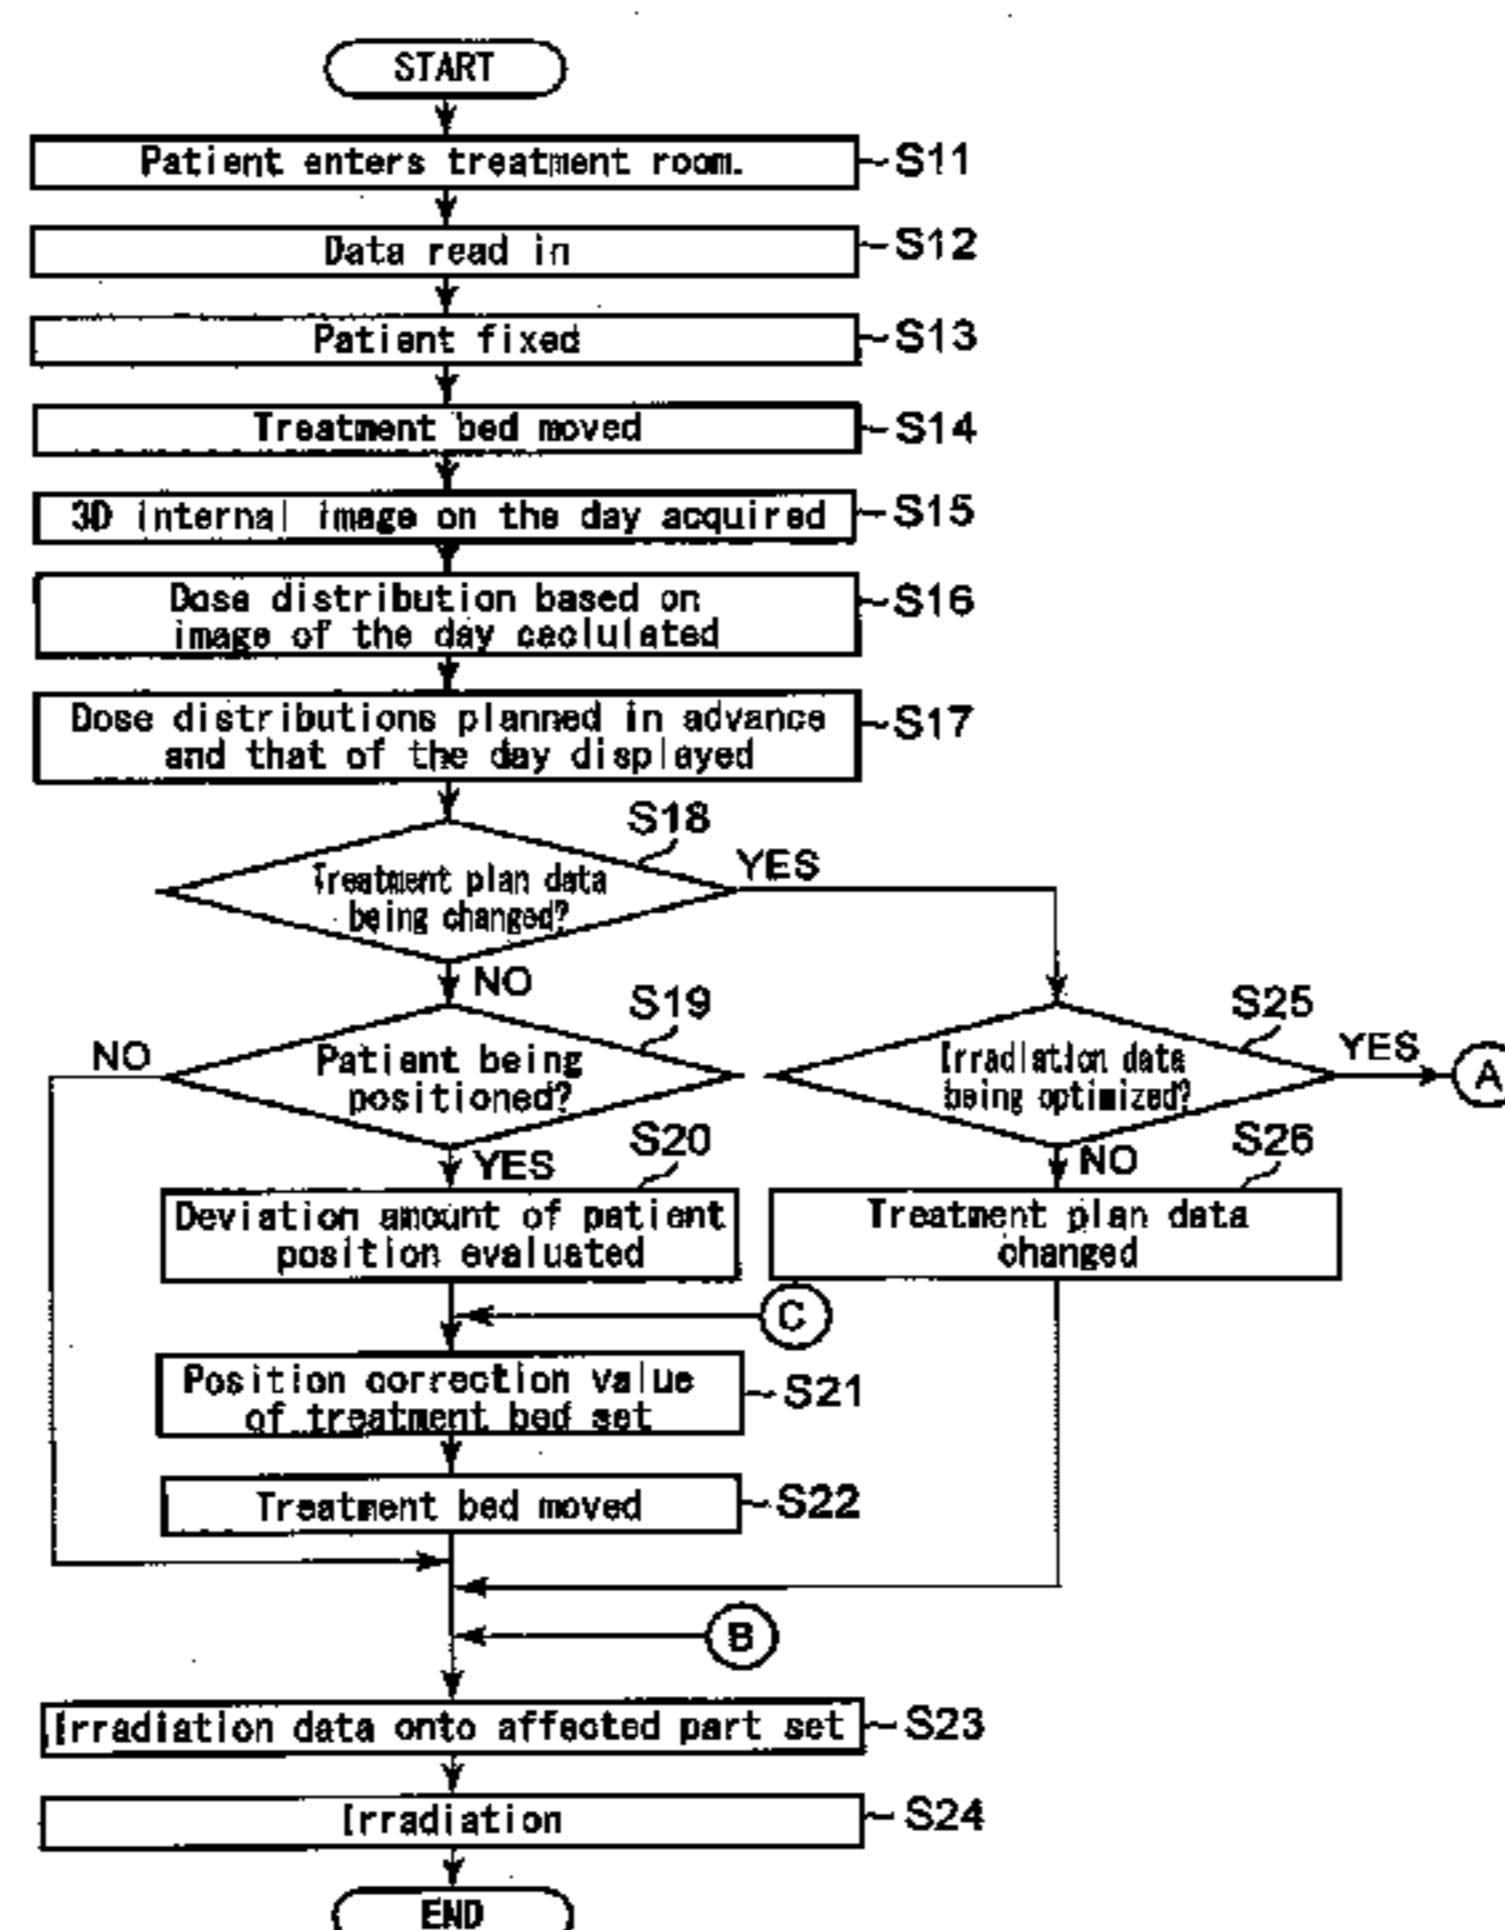 START
Patient enters treatment room.
S11
Data read in
S12
Patient fixed
S13
Treatment bed moved
S14
3D internal image on the day acquired
S15
Dose distribution based on
image of the day caclulated
S16
Dose distributions planned in advance
and that of the day displayed
S17
S18
Treatment plan data
being changed?
YES
NO
S19
NO
Patient being
positioned?
S25
Irradiation data
being optimized?
YES
A
YES
S20
NO
S26
Deviation amount of patient
position evaluated
Treatment plan data
changed
C
Position correction value
of treatment bed set
S21
Treatment bed moved
S22
B
Irradiation data onto affected part set
S23
Irradiation
S24
END